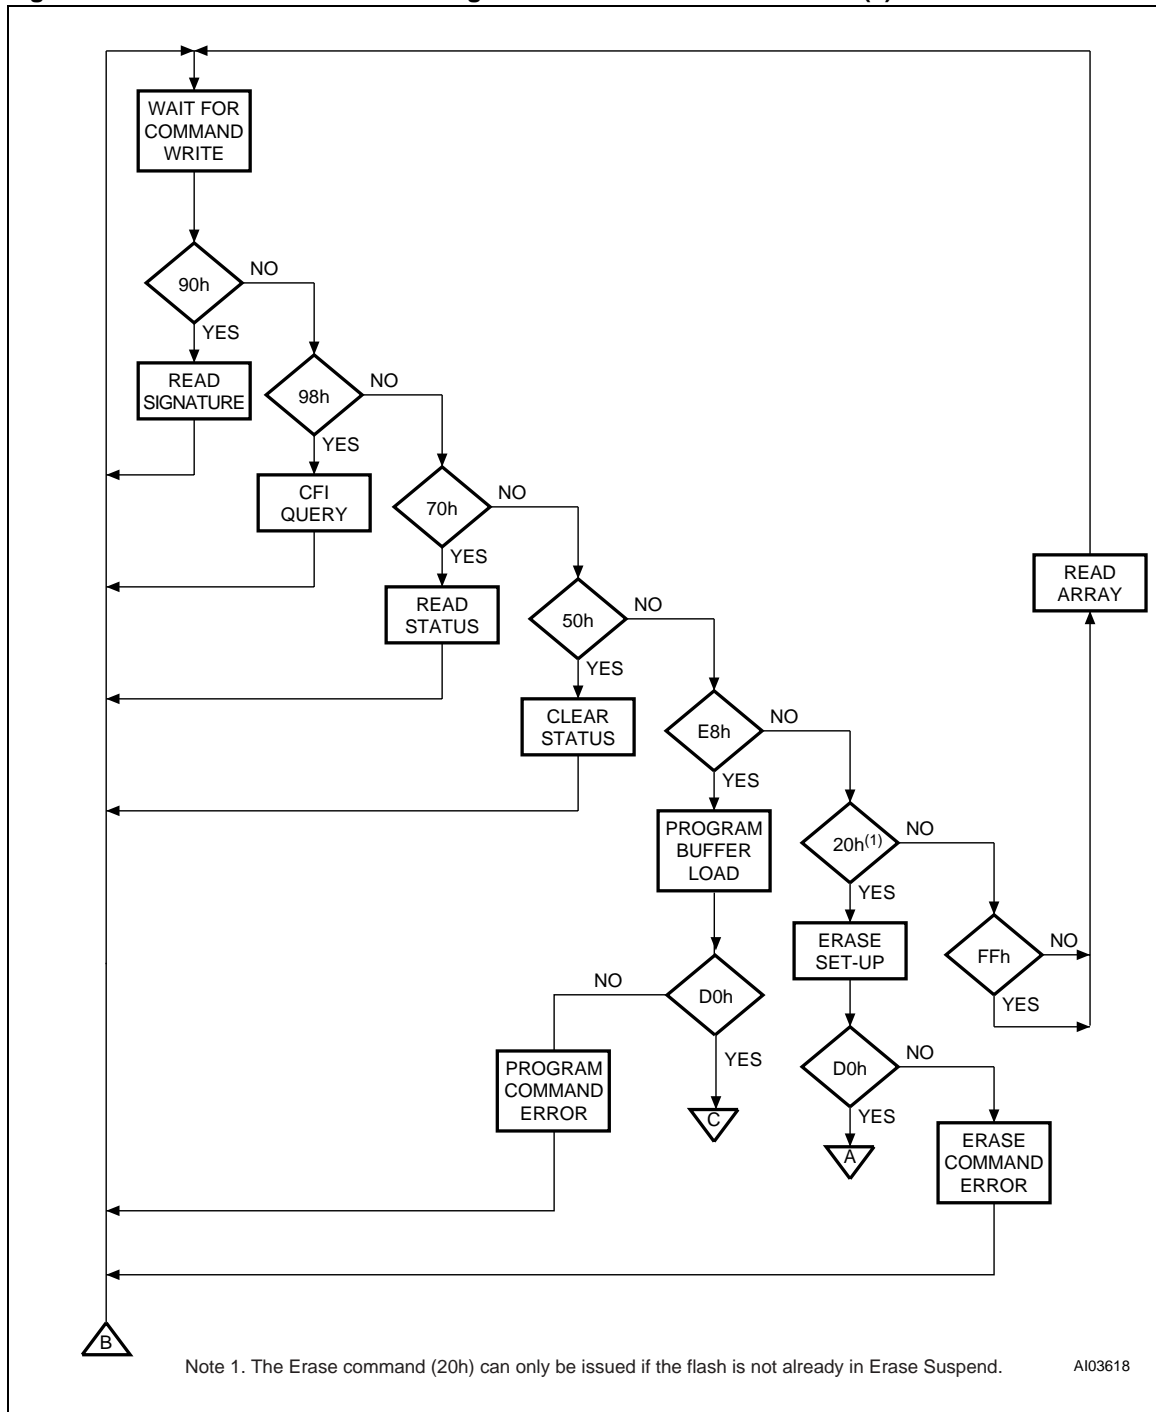 WAIT FOR
COMMAND
WRITE
90h
NO
YES
READ
SIGNATURE
98h
NO
YES
CFI
QUERY
70h
NO
YES
READ
STATUS
50h
NO
YES
CLEAR
STATUS
READ
ARRAY
E8h
NO
YES
PROGRAM
BUFFER
LOAD
20h(1)
NO
YES
ERASE
SET-UP
FFh
NO
YES
D0h
NO
YES
PROGRAM
COMMAND
ERROR
C
D0h
NO
YES
A
ERASE
COMMAND
ERROR
B
Note 1. The Erase command (20h) can only be issued if the flash is not already in Erase Suspend.
AI03618